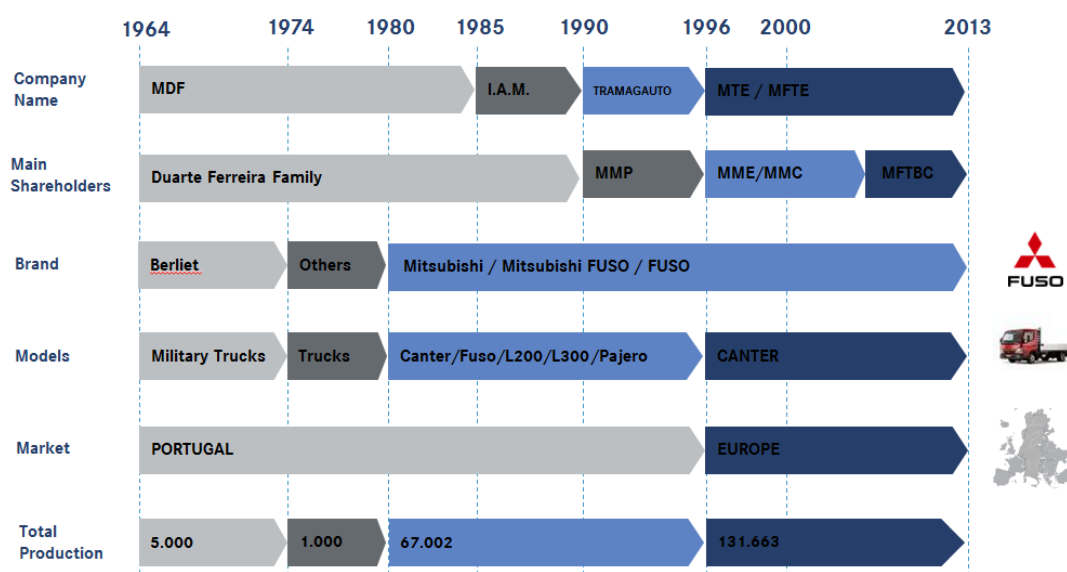 1964 1974 1980 1985 1990 1996 2000 2013
Company
Name
MDF I.A.M. TRAMAGAUTO MTE / MFTE
Main
Shareholders
Duarte Ferreira Family MMP MME/MMC MFTBC
Brand Berliet Others Mitsubishi / Mitsubishi FUSO / FUSO
FUSO
Models Military Trucks Trucks Canter/Fuso/L200/L300/Pajero CANTER
Market PORTUGAL EUROPE
Total
Production
5.000 1.000 67.002 131.663